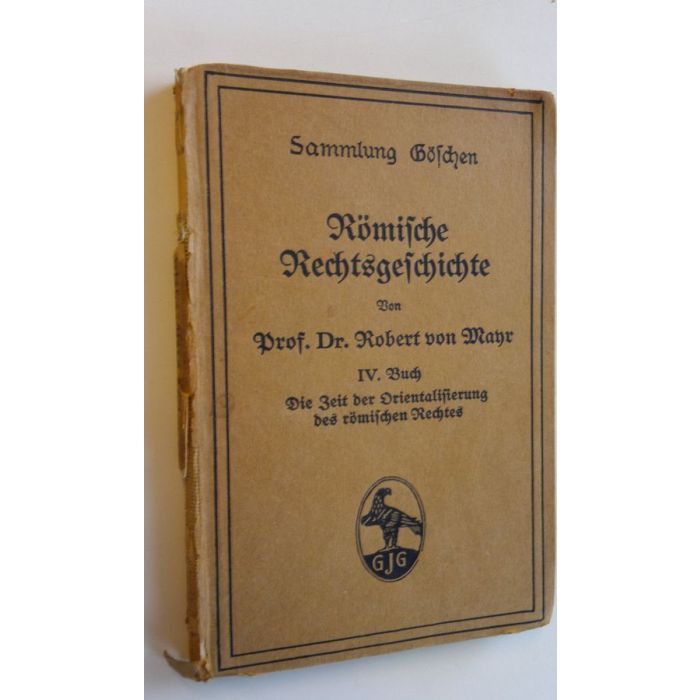 Sammlung Göſchen
Römiſche
Rechtsgeſchichte
Von
Prof. Dr. Robert von Mayr
IV. Buch
Die Zeit der Orientaliſierung
des römiſchen Rechtes
GJG